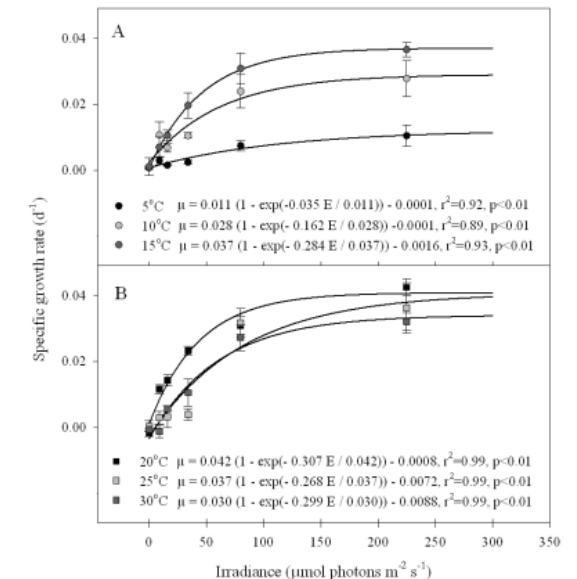 A
0.04
0.02
0.00
5°C μ = 0.011 (1 - exp(-0.035 E / 0.011)) - 0.0001, r²=0.92, p<0.01
10°C μ = 0.028 (1 - exp(-0.162 E / 0.028)) -0.0001, r²=0.89, p<0.01
15°C μ = 0.037 (1 - exp(- 0.284 E / 0.037)) - 0.0016, r²=0.93, p<0.01
Specific growth rate (d⁻¹)
B
0.04
0.02
0.00
20°C μ = 0.042 (1 - exp(- 0.307 E / 0.042)) - 0.0008, r²=0.99, p<0.01
25°C μ = 0.037 (1 - exp(- 0.268 E / 0.037)) - 0.0072, r²=0.99, p<0.01
30°C μ = 0.030 (1 - exp(- 0.299 E / 0.030)) - 0.0088, r²=0.99, p<0.01
0 50 100 150 200 250 300 350
Irradiance (μmol photons m⁻² s⁻¹)